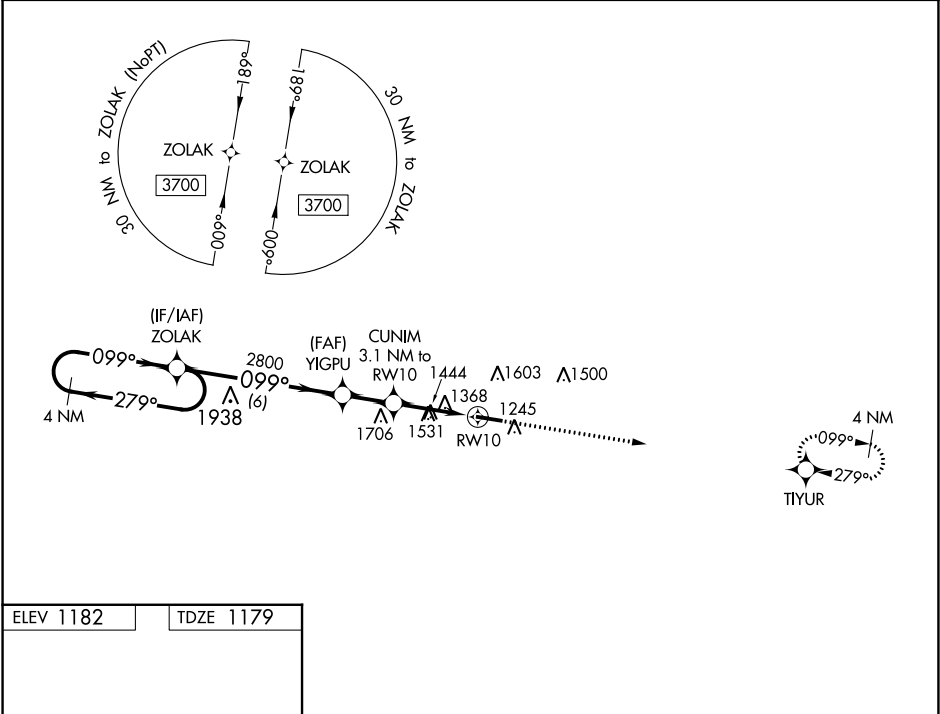 30 NM to ZOLAK (NoPT)
189°
ZOLAK
3700
009°
189°
30 NM to ZOLAK
ZOLAK
3700
009°
(IF/IAF)
ZOLAK
099°
279°
4 NM
2800
099°
(6)
1938
(FAF)
YIGPU
CUNIM
3.1 NM to
RW10
1444
1368
1706
1531
1603
1500
1245
RW10
4 NM
099°
279°
TIYUR
ELEV 1182
TDZE 1179